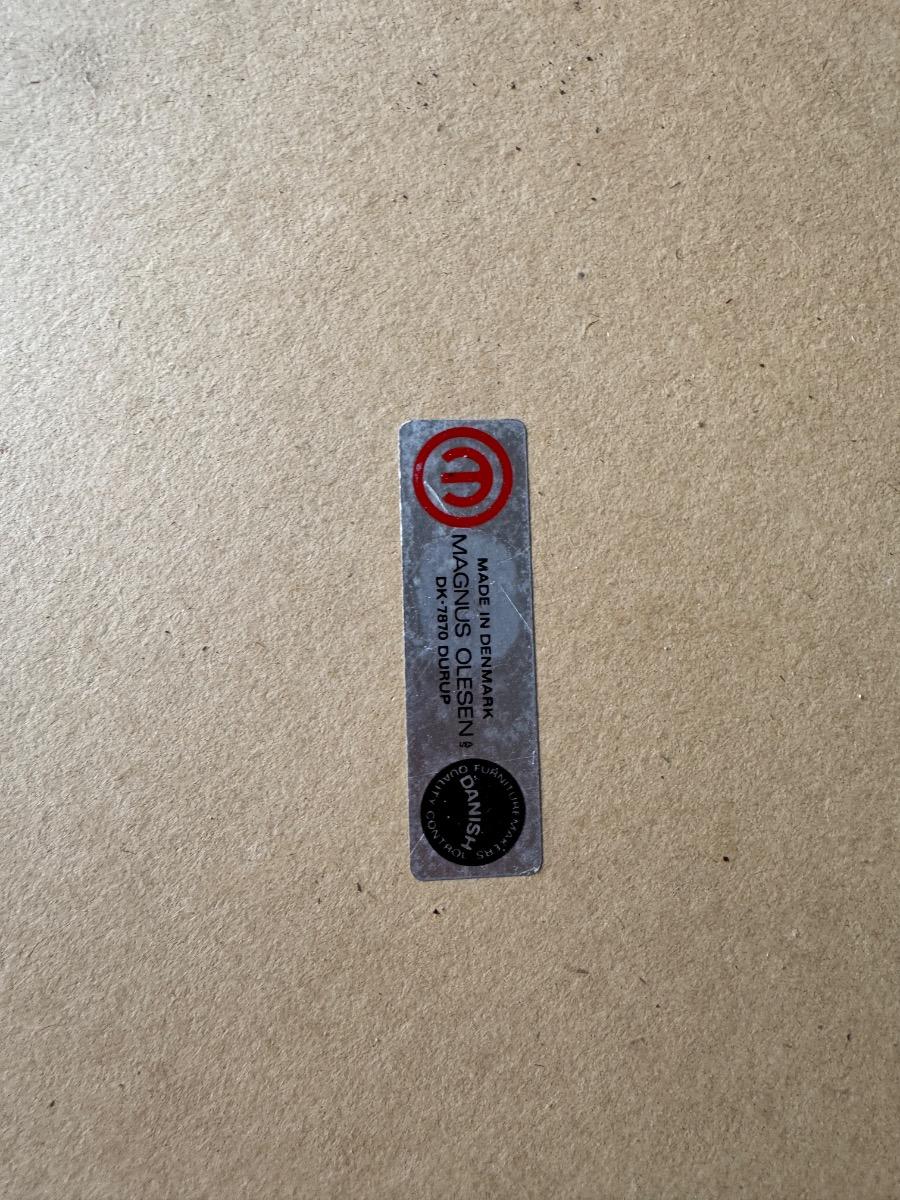 m
MADE IN DENMARK
MAGNUS OLESEN A/S
DK-7870 DURUP
DANISH
FURNITUREMAKERS
QUALITY CONTROL